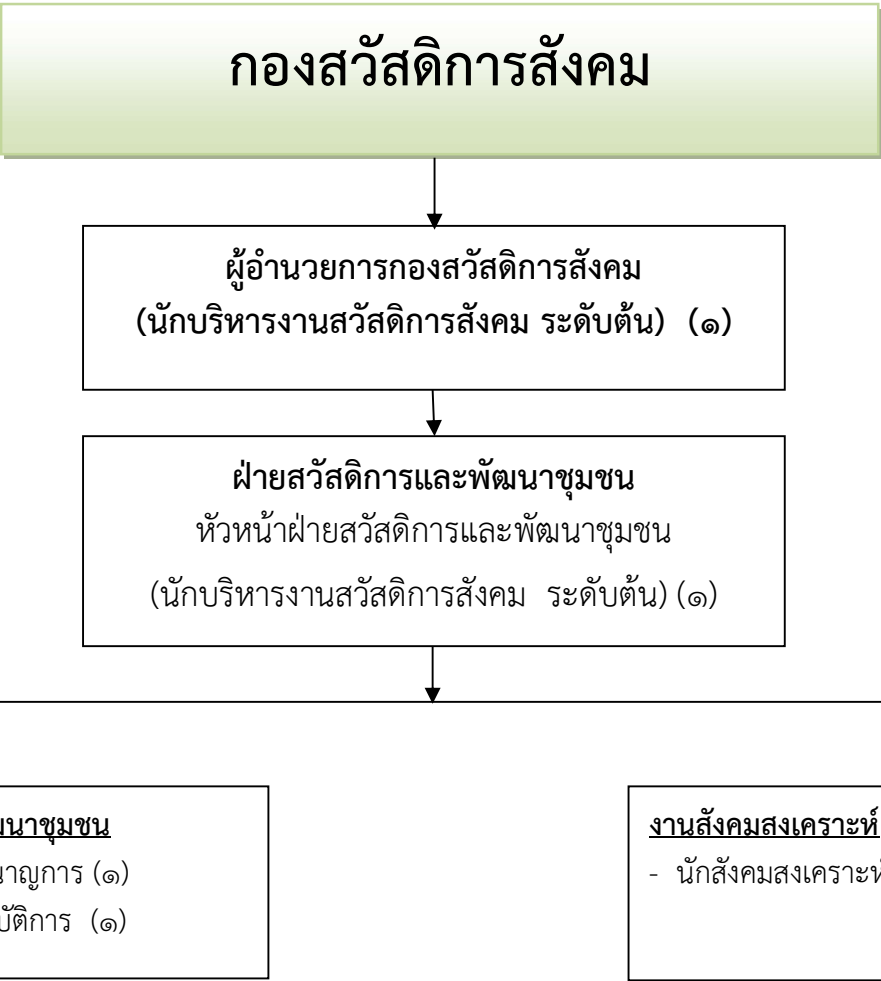 กองสวัสดิการสังคม
ผู้อำนวยการกองสวัสดิการสังคม
(นักบริหารงานสวัสดิการสังคม ระดับต้น) (๑)
ฝ่ายสวัสดิการและพัฒนาชุมชน
หัวหน้าฝ่ายสวัสดิการและพัฒนาชุมชน
(นักบริหารงานสวัสดิการสังคม ระดับต้น) (๑)
นาชุมชน
าญการ (๑)
บัติการ (๑)
งานสังคมสงเคราะห์
- นักสังคมสงเคราะห์